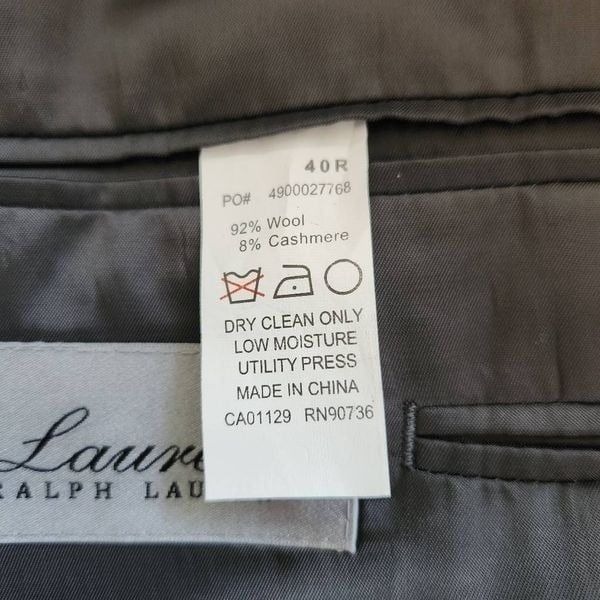 40R
PO# 4900027768
92% Wool
8% Cashmere
DRY CLEAN ONLY
LOW MOISTURE
UTILITY PRESS
MADE IN CHINA
CA01129 RN90736
Laure
RALPH LAU